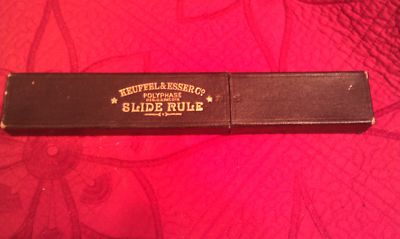 KEUFFEL & ESSER CO.
POLYPHASE
SLIDE RULE